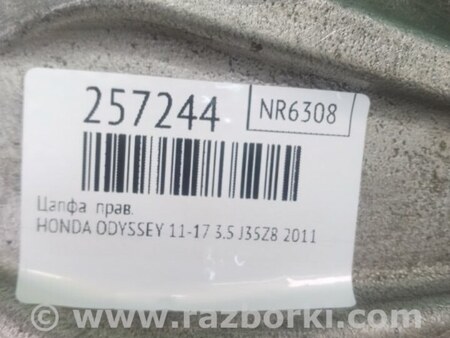 257244
NR6308
Цапфа прав.
HONDA ODYSSEY 11-17 3.5 J35Z8 2011
www.razborki.com